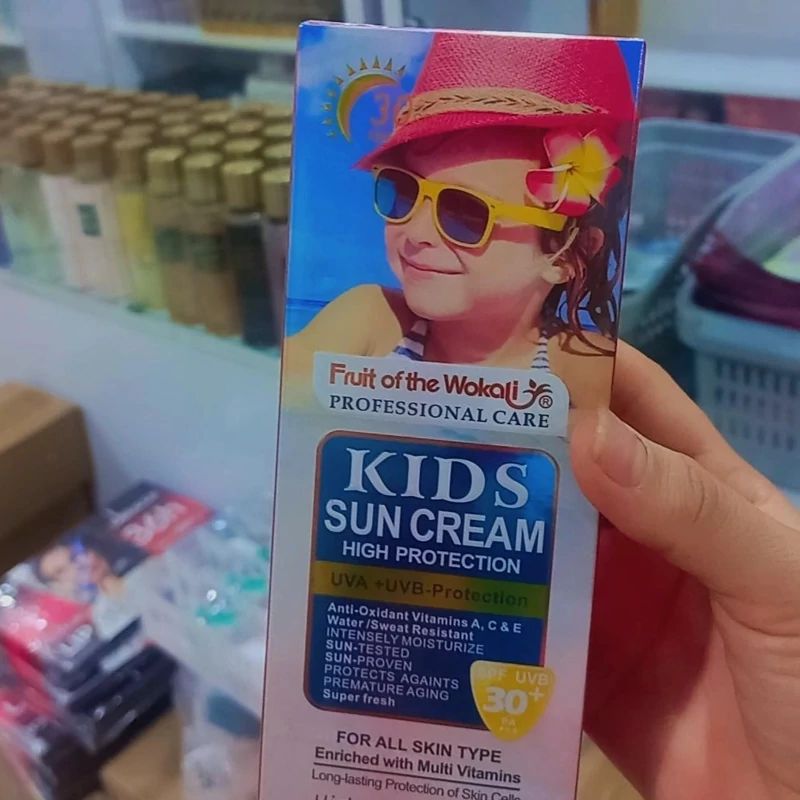 30
Fruit of the Wokali ®
PROFESSIONAL CARE
KIDS
SUN CREAM
HIGH PROTECTION
UVA +UVB-Protection
Anti-Oxidant Vitamins A, C & E
Water /Sweat Resistant
INTENSELY MOISTURIZE
SUN-TESTED
SUN-PROVEN
PROTECTS AGAINTS
PREMATURE AGING
Super fresh
SPF UVB
30+
PA
FOR ALL SKIN TYPE
Enriched with Multi Vitamins
Long-lasting Protection of Skin Cells